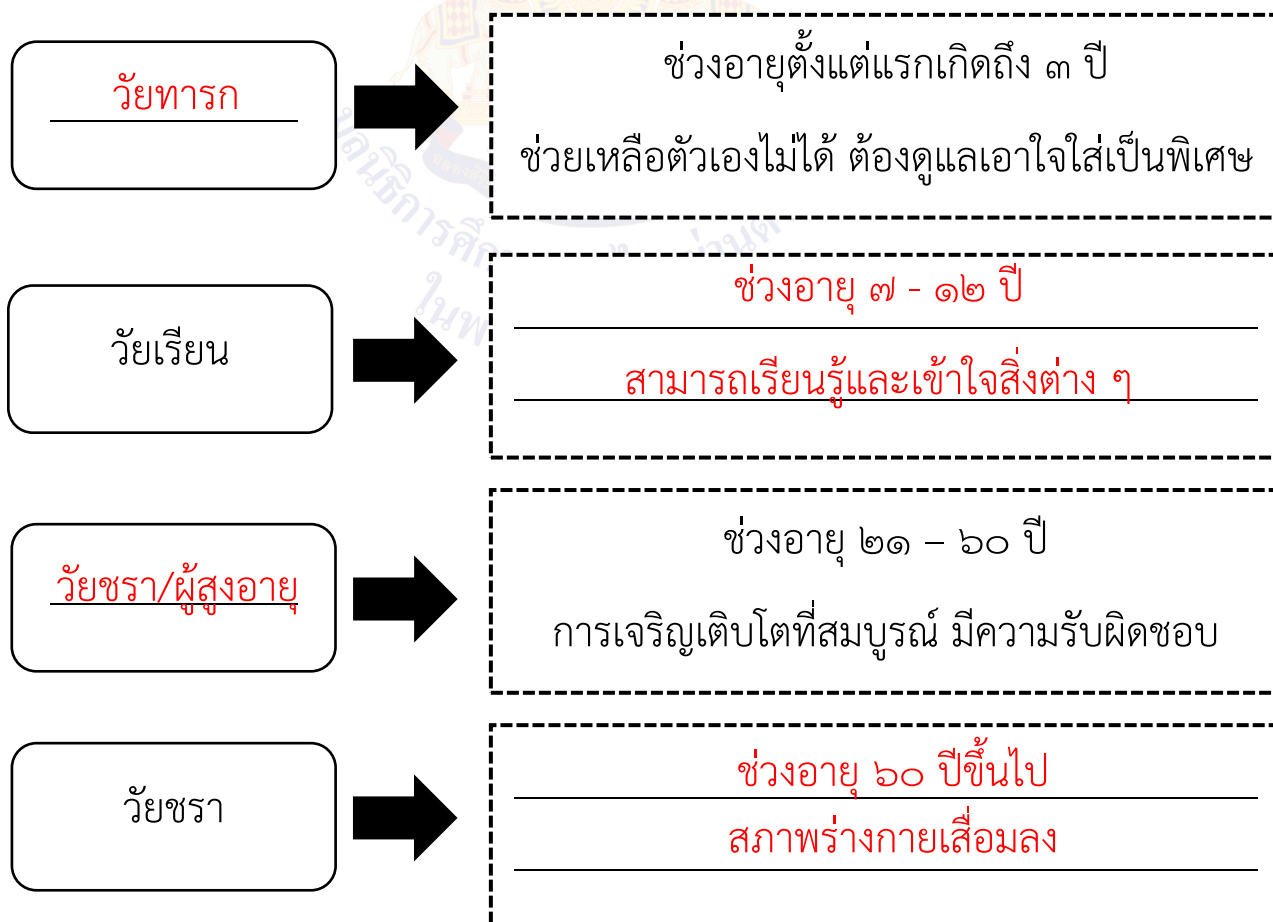 วัยทารก
ช่วงอายุตั้งแต่แรกเกิดถึง ๓ ปี
ช่วยเหลือตัวเองไม่ได้ ต้องดูแลเอาใจใส่เป็นพิเศษ
วัยเรียน
ช่วงอายุ ๗ - ๑๒ ปี
สามารถเรียนรู้และเข้าใจสิ่งต่าง ๆ
วัยชรา/ผู้สูงอายุ
ช่วงอายุ ๒๑ – ๖๐ ปี
การเจริญเติบโตที่สมบูรณ์ มีความรับผิดชอบ
วัยชรา
ช่วงอายุ ๖๐ ปีขึ้นไป
สภาพร่างกายเสื่อมลง